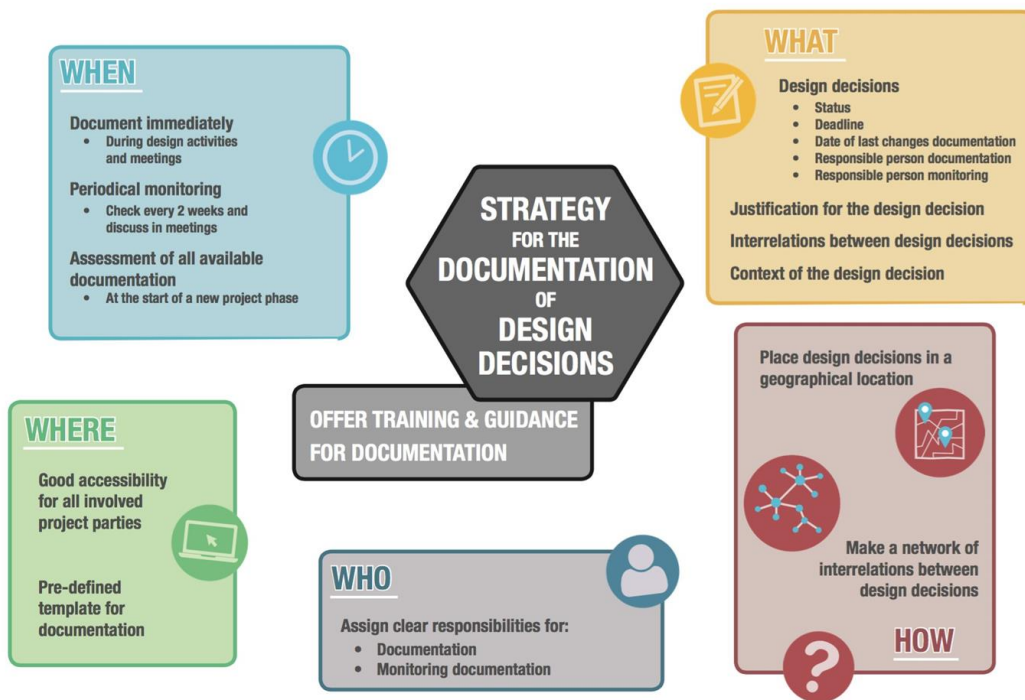 WHEN
Document immediately
• During design activities
and meetings
Periodical monitoring
• Check every 2 weeks and
discuss in meetings
Assessment of all available
documentation
• At the start of a new project phase
WHAT
Design decisions
• Status
• Deadline
• Date of last changes documentation
• Responsible person documentation
• Responsible person monitoring
Justification for the design decision
Interrelations between design decisions
Context of the design decision
STRATEGY
FOR THE
DOCUMENTATION
OF
DESIGN
DECISIONS
OFFER TRAINING & GUIDANCE
FOR DOCUMENTATION
WHERE
Good accessibility
for all involved
project parties
Pre-defined
template for
documentation
WHO
Assign clear responsibilities for:
• Documentation
• Monitoring documentation
Place design decisions in a
geographical location
Make a network of
interrelations between
design decisions
HOW
?